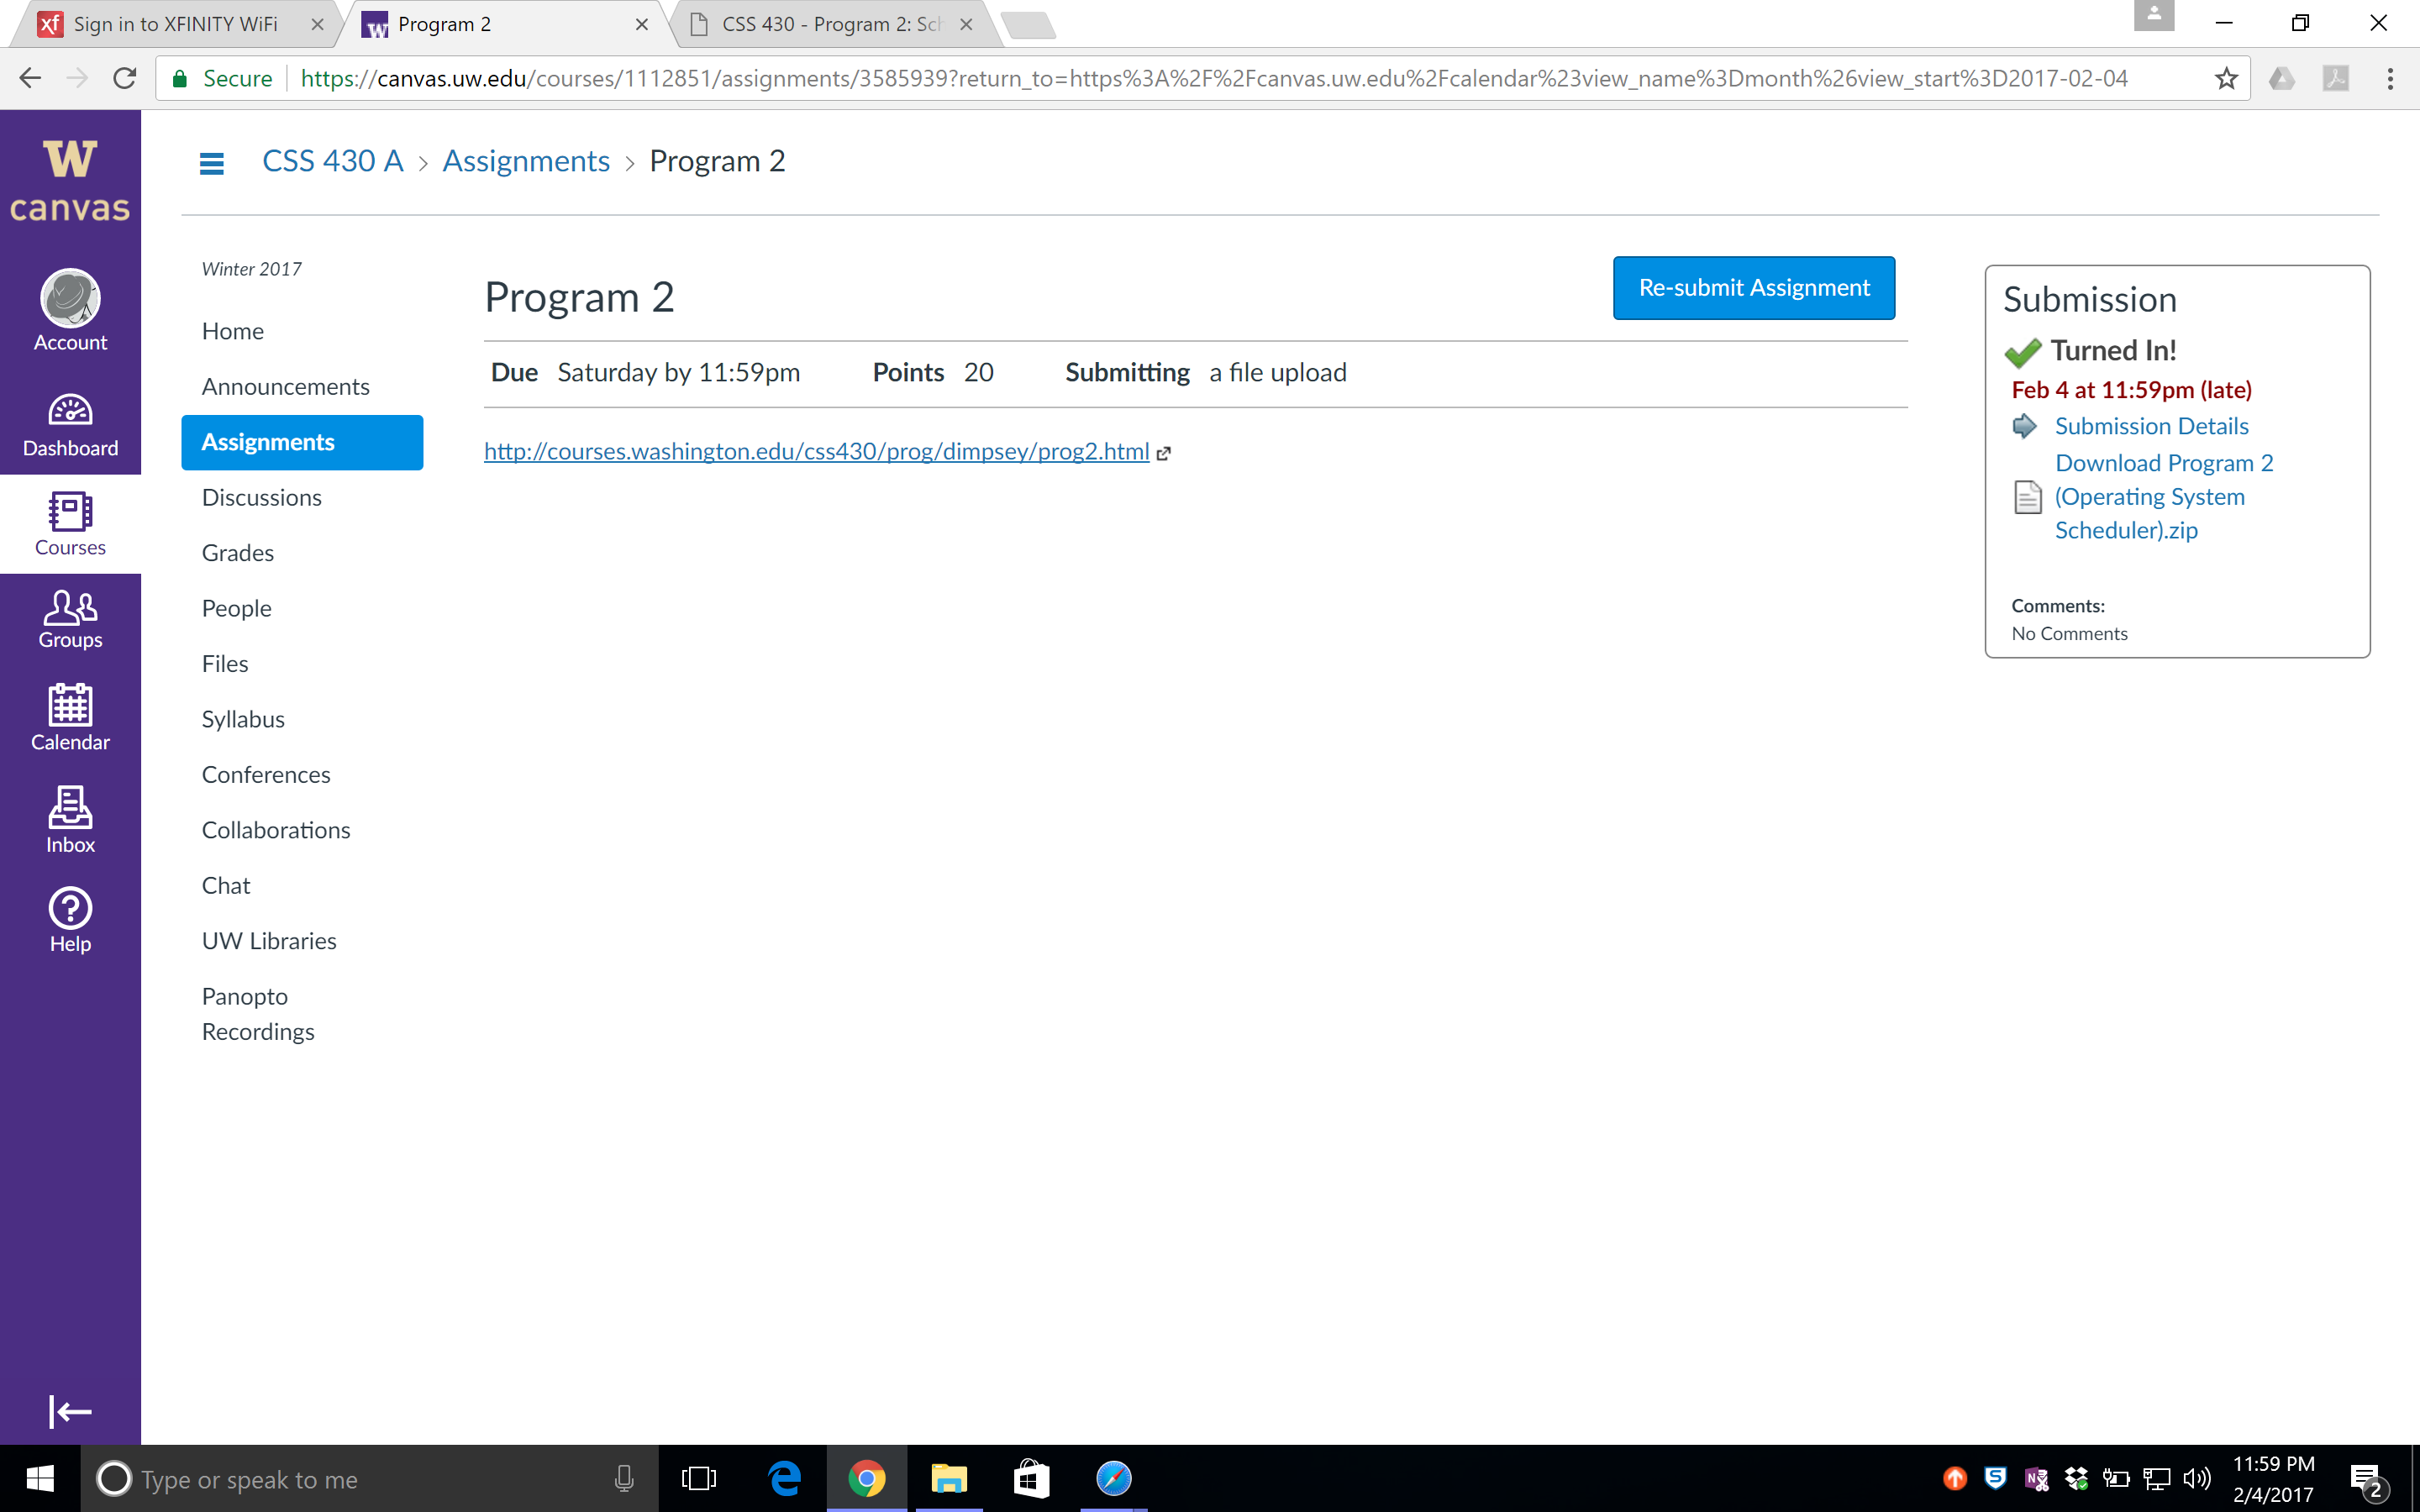 Sign in to XFINITY WiFi
Program 2
CSS 430 - Program 2: Sch
Secure
https://canvas.uw.edu/courses/1112851/assignments/3585939?return_to=https%3A%2F%2Fcanvas.uw.edu%2Fcalendar%23view_name%3Dmonth%26view_start%3D2017-02-04
W
canvas
Account
Dashboard
Courses
Groups
Calendar
Inbox
Help
CSS 430 A > Assignments > Program 2
Winter 2017
Home
Announcements
Assignments
Discussions
Grades
People
Files
Syllabus
Conferences
Collaborations
Chat
UW Libraries
Panopto
Recordings
Program 2
Re-submit Assignment
Due Saturday by 11:59pm Points 20 Submitting a file upload
http://courses.washington.edu/css430/prog/dimpsey/prog2.html
Submission
Turned In!
Feb 4 at 11:59pm (late)
Submission Details
Download Program 2
(Operating System
Scheduler).zip
Comments:
No Comments
Type or speak to me
11:59 PM
2/4/2017
2